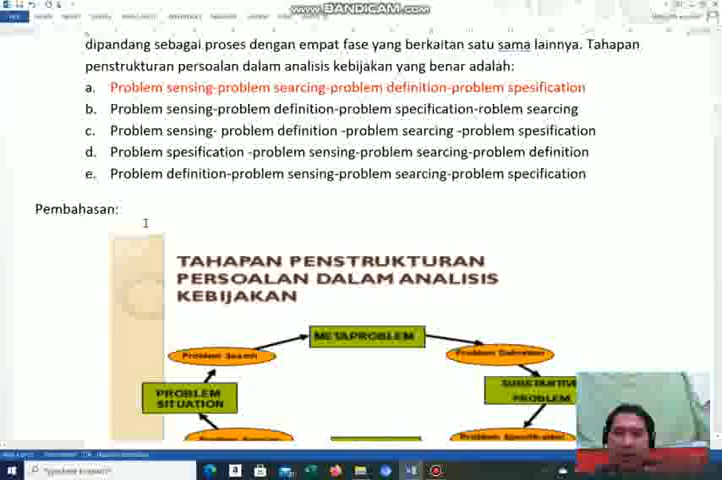 www.BANDICAM.com
dipandang sebagai proses dengan empat fase yang berkaitan satu sama lainnya. Tahapan
penstrukturan persoalan dalam analisis kebijakan yang benar adalah:
a. Problem sensing-problem searcing-problem definition-problem spesification
b. Problem sensing-problem definition-problem specification-roblem searcing
c. Problem sensing- problem definition -problem searcing -problem spesification
d. Problem spesification -problem sensing-problem searcing-problem definition
e. Problem definition-problem sensing-problem searcing-problem specification
Pembahasan:
TAHAPAN PENSTRUKTURAN
PERSOALAN DALAM ANALISIS
KEBIJAKAN
METAPROBLEM
Problem Search
Problem Definition
PROBLEM
SITUATION
SUBSTANTIVE
PROBLEM
Problem
Type here to search